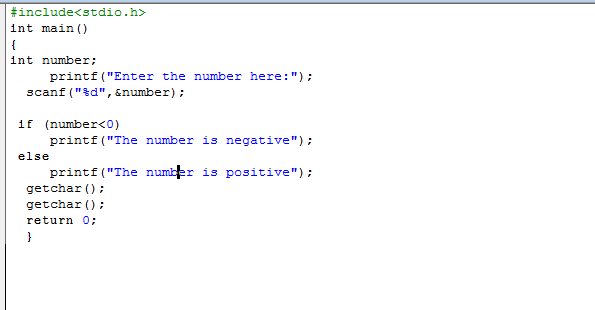 #include<stdio.h>
int main()
{
int number;
printf("Enter the number here:");
scanf("%d",&number);
if (number<0)
printf("The number is negative");
else
printf("The number is positive");
getchar();
getchar();
return 0;
}